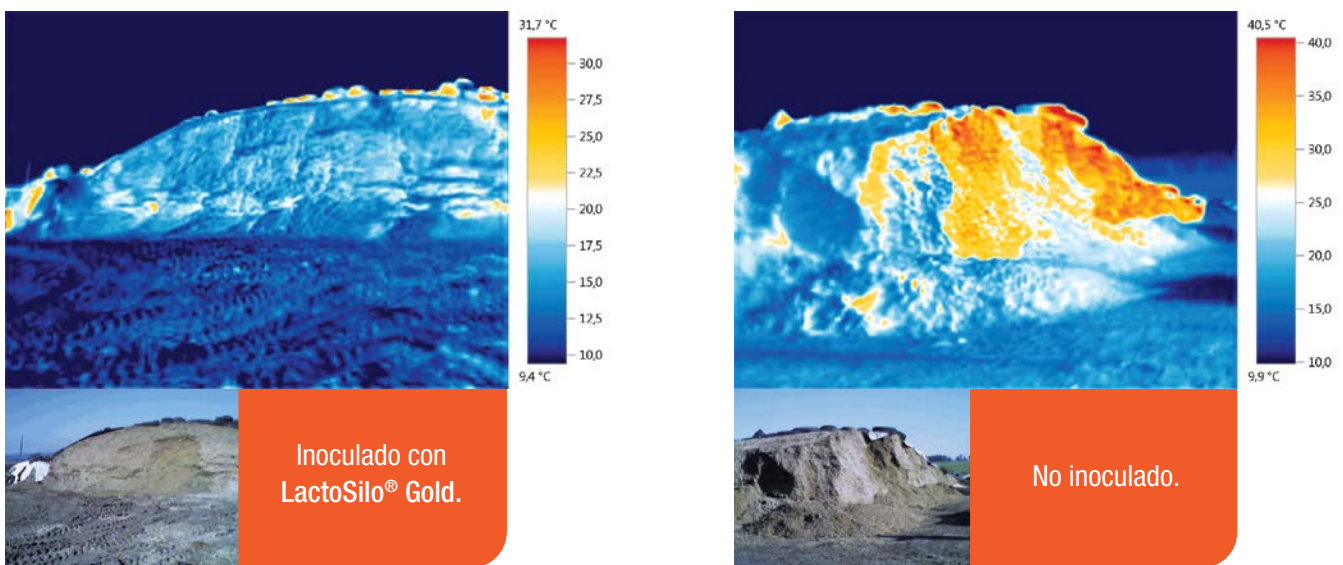 31,7 °C
30,0
27,5
25,0
22,5
20,0
17,5
15,0
12,5
10,0
9,4 °C
Inoculado con
LactoSilo® Gold.
40,5 °C
40,0
35,0
30,0
25,0
20,0
15,0
10,0
9,9 °C
No inoculado.